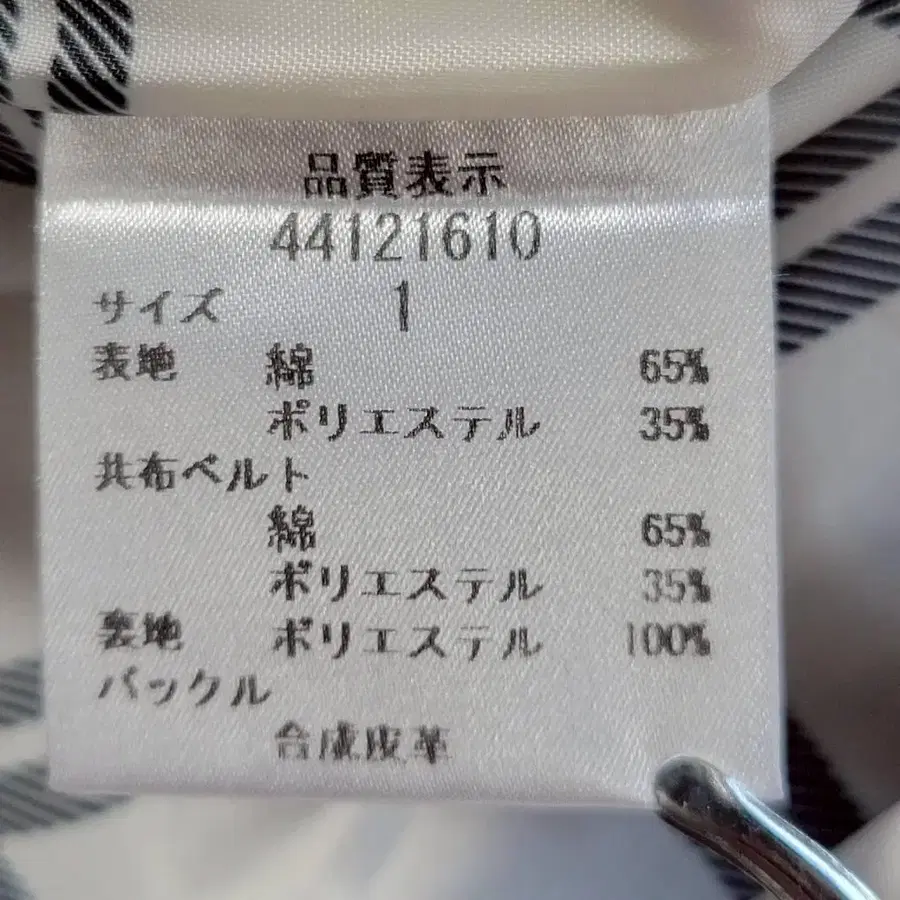 品質表示
44121610
サイズ 1
表地 綿 65%
ポリエステル 35%
共布ベルト
綿 65%
ポリエステル 35%
裏地 ポリエステル 100%
バックル
合成皮革